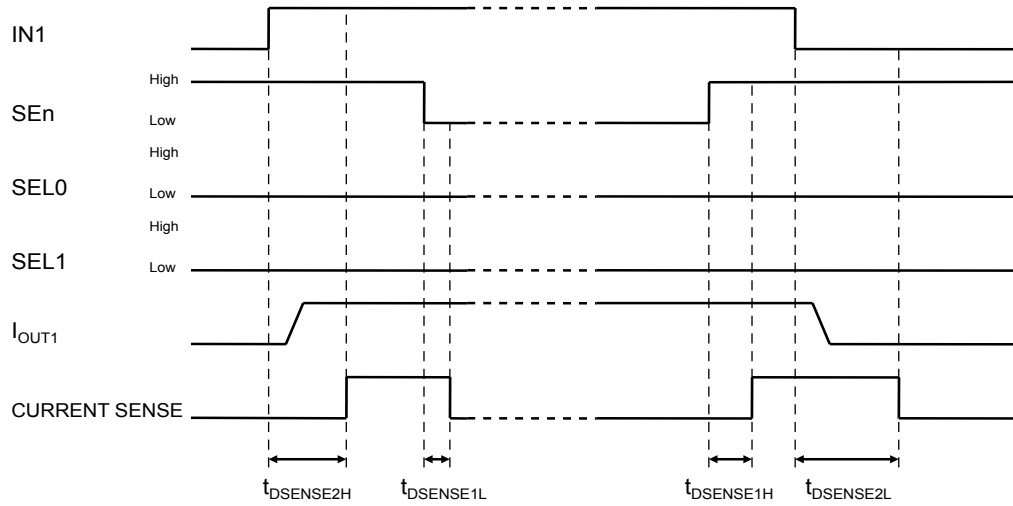 IN1
High
SEn
Low
High
SEL0
Low
High
SEL1
Low
IOUT1
CURRENT SENSE
tDSENSE2H tDSENSE1L tDSENSE1H tDSENSE2L